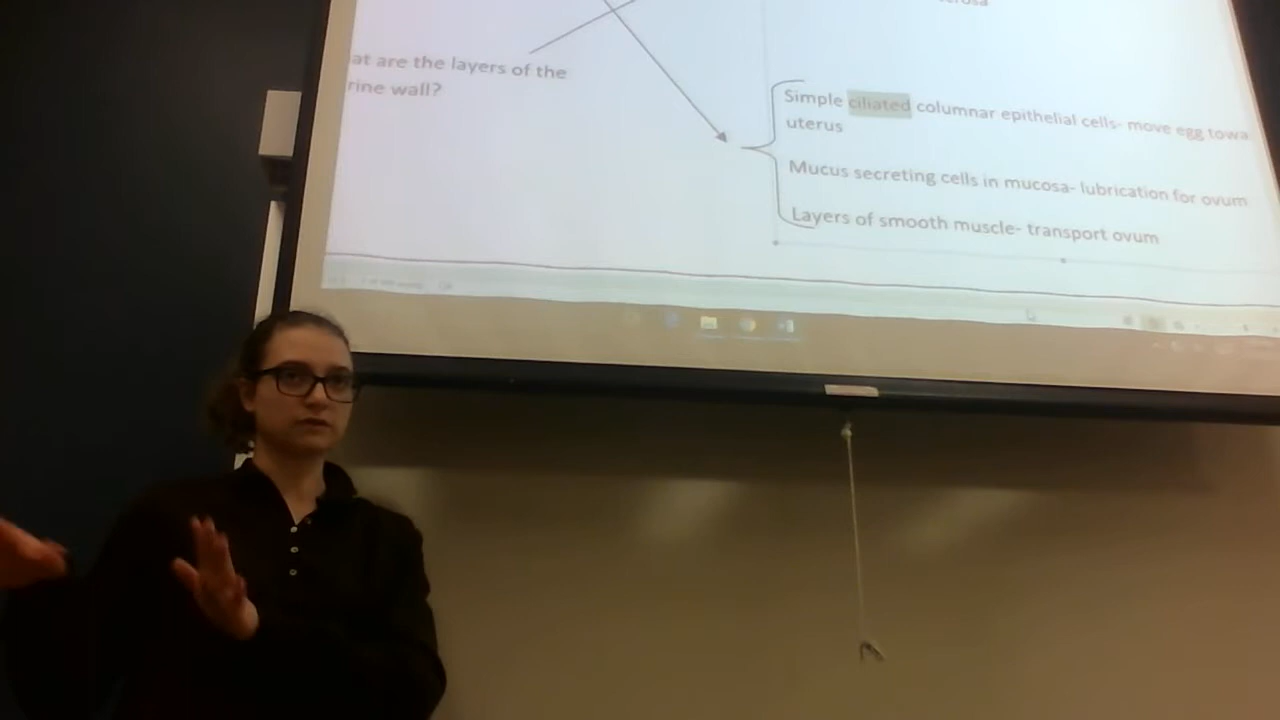 at are the layers of the
rine wall?
Simple ciliated columnar epithelial cells- move egg towa
uterus
Mucus secreting cells in mucosa- lubrication for ovum
Layers of smooth muscle- transport ovum